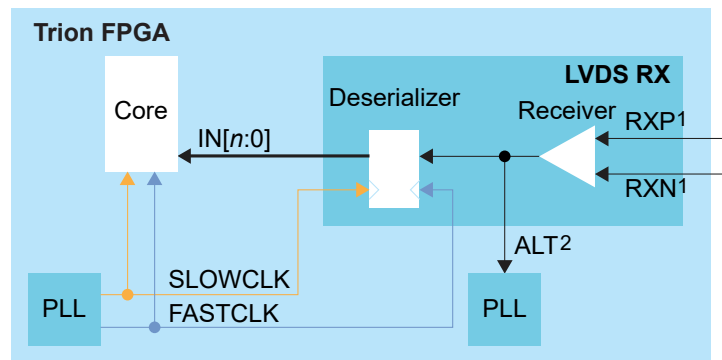 Trion FPGA
LVDS RX
Deserializer
Receiver
Core
RXP1
IN[n:0]
RXN1
ALT2
SLOWCLK
PLL
PLL
FASTCLK